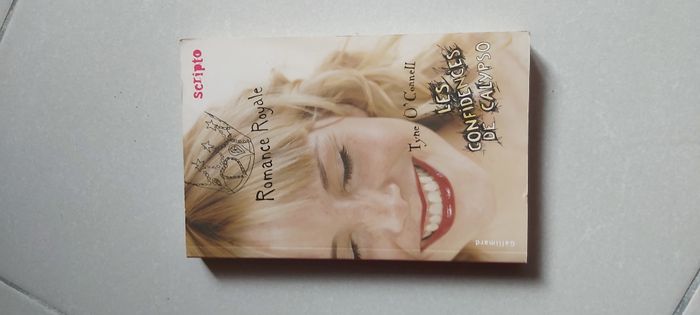 scripto
Romance Royale
Tyne O'Connell
LES
CONFIDENCES
DE CALYPSO
Gallimard